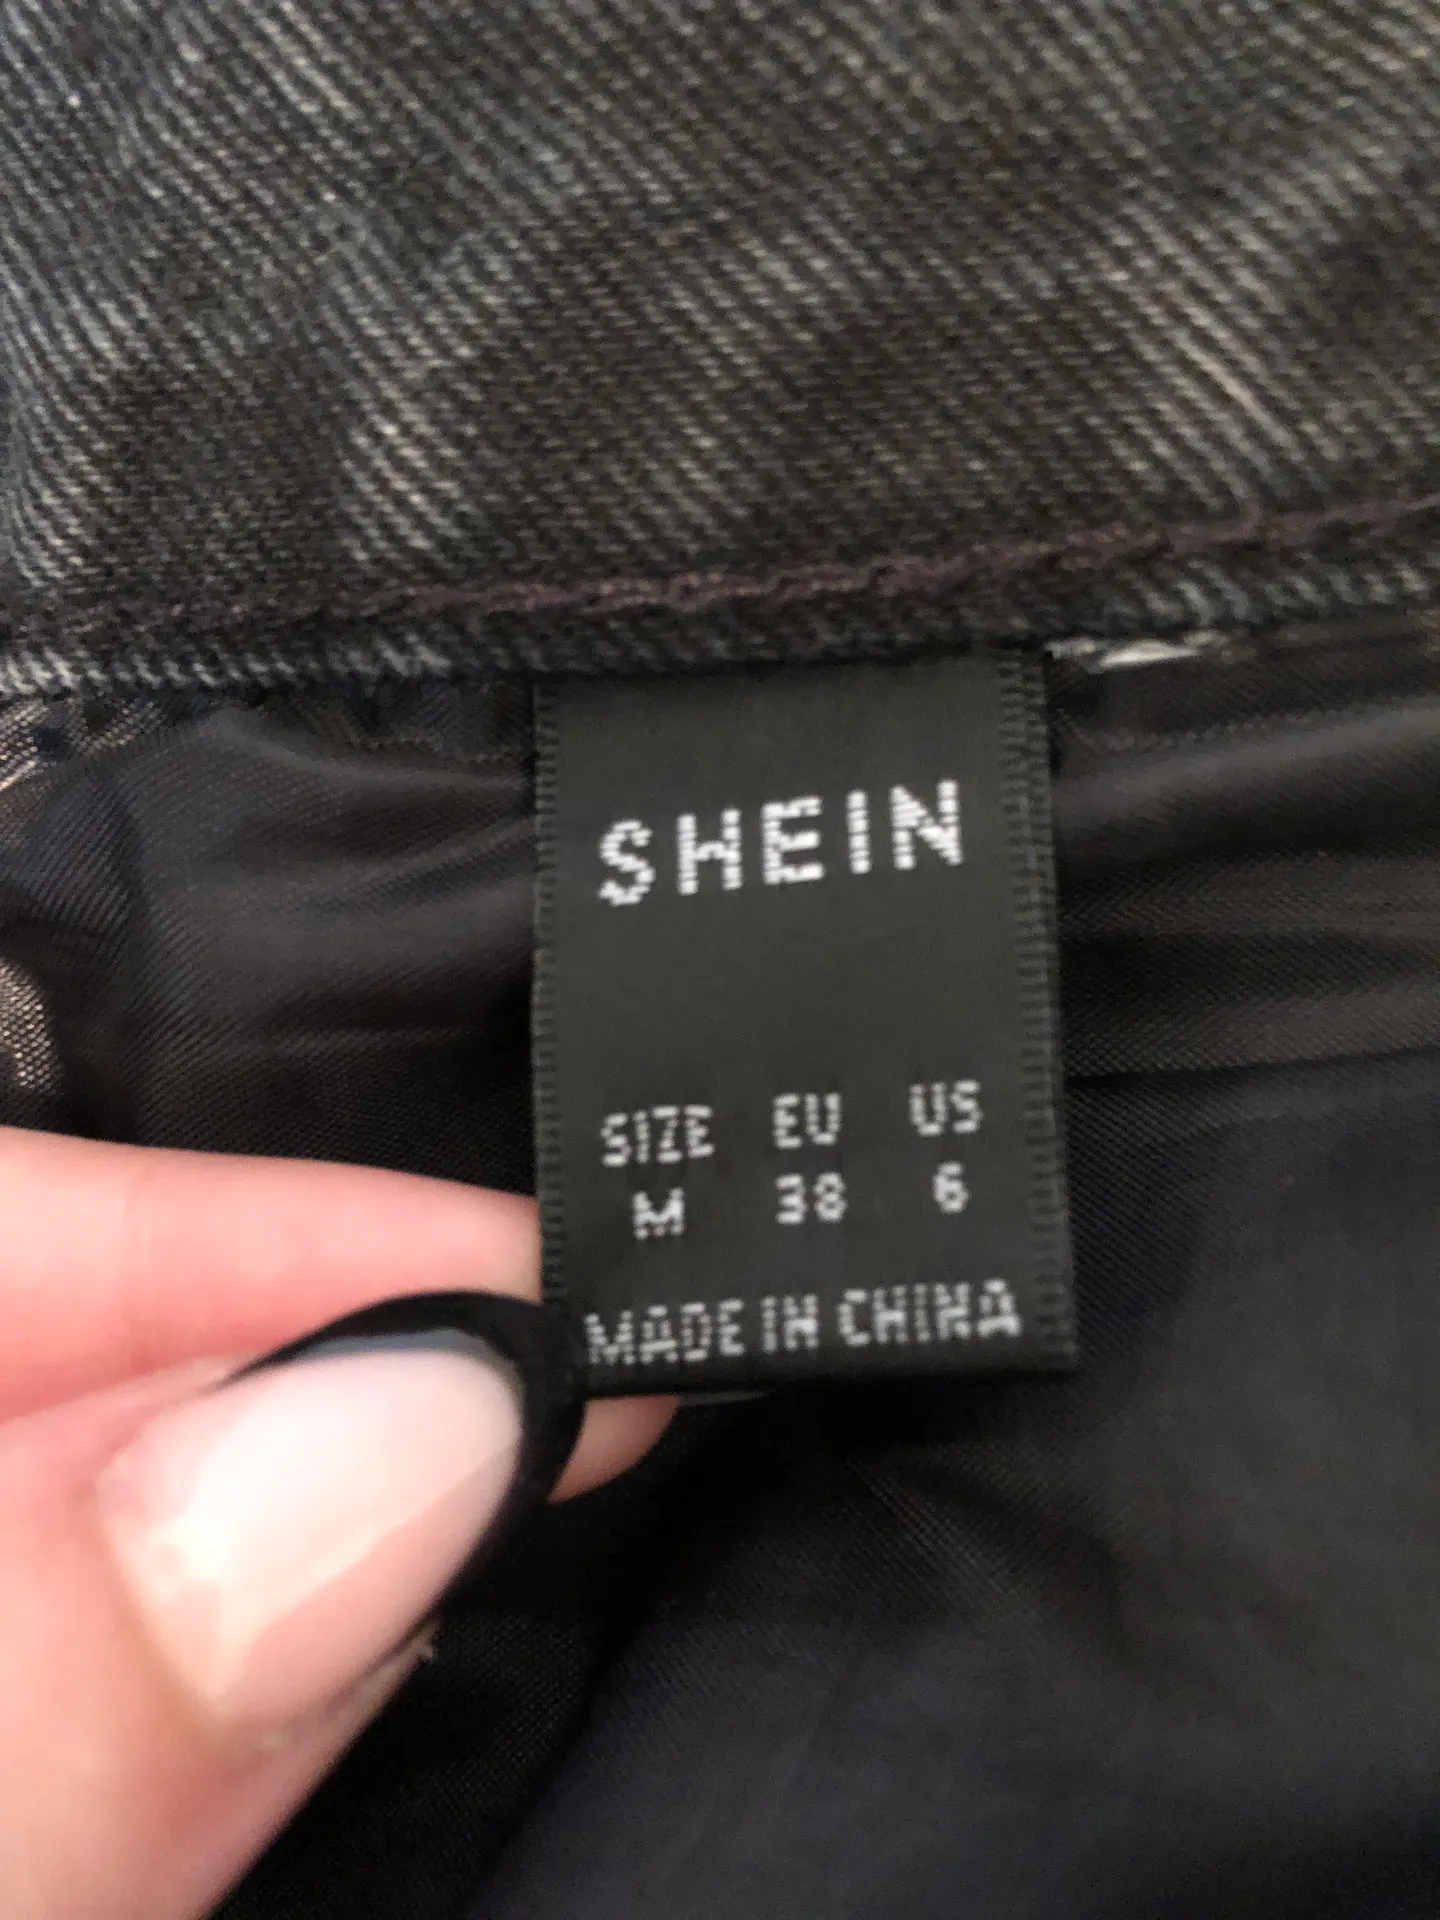 SHEIN
SIZE EU US
M 38 6
MADE IN CHINA